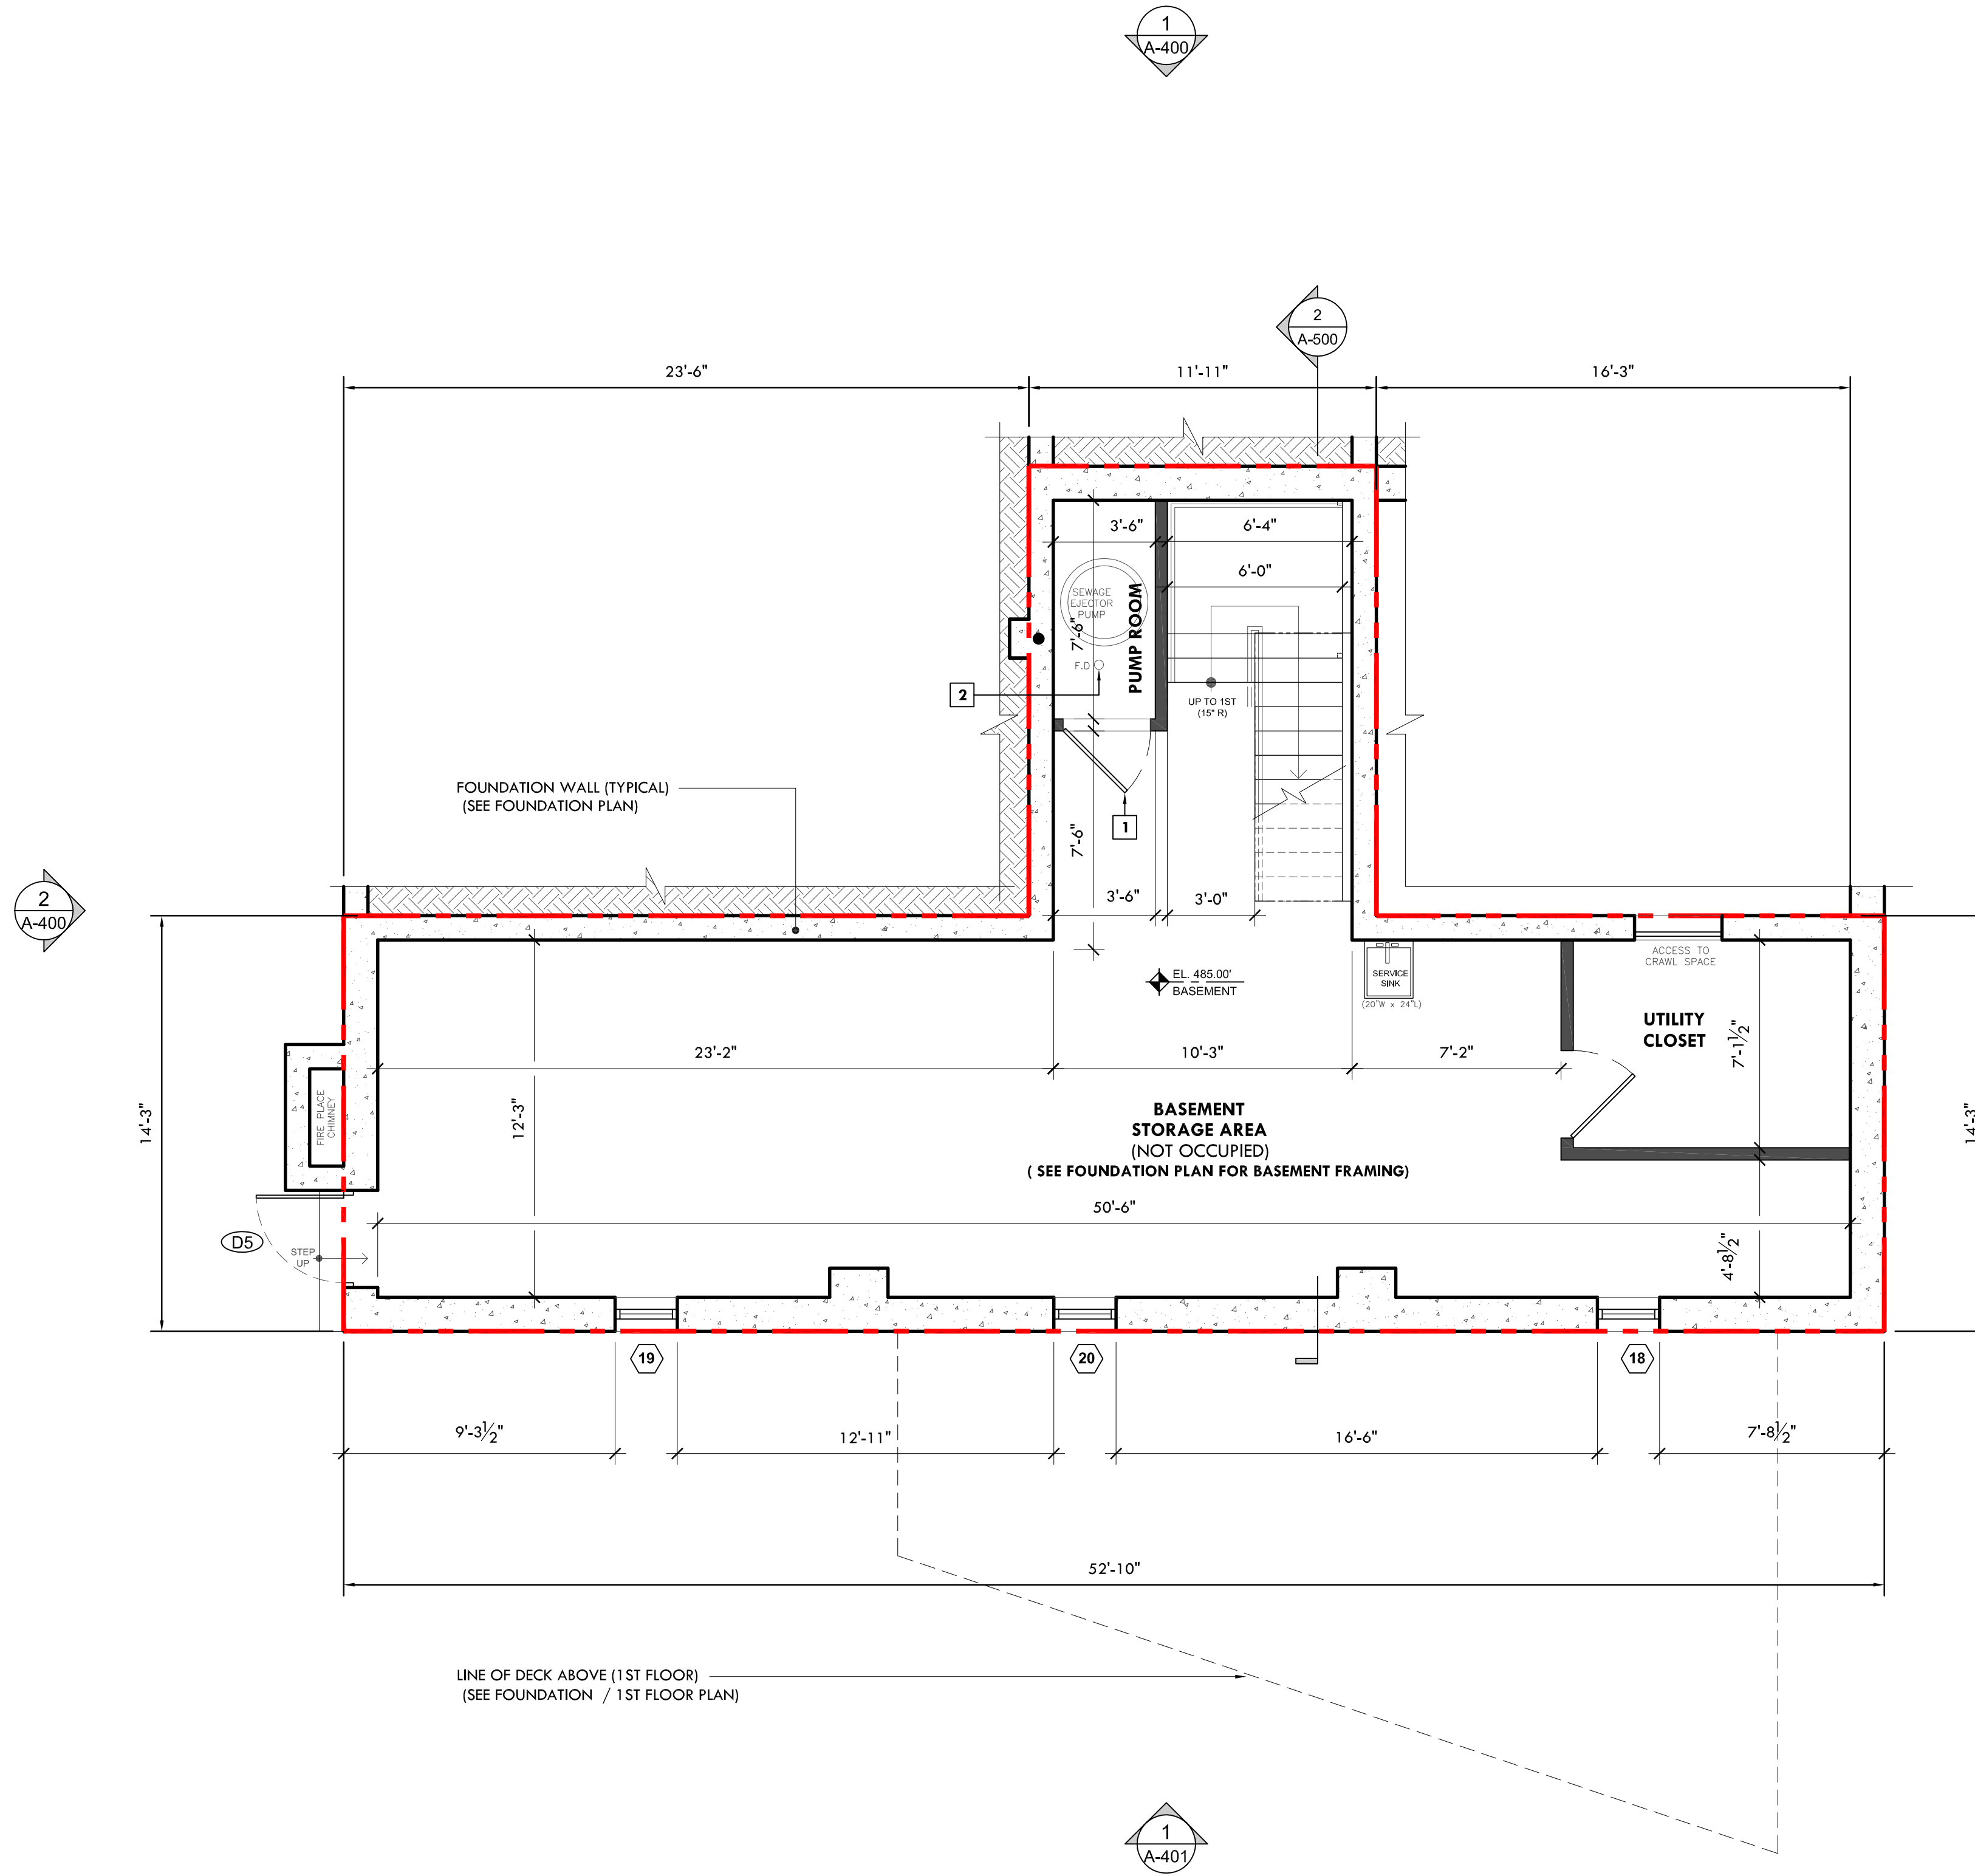 1
A-400
2
A-500
23'-6"
11'-11"
16'-3"
3'-6"
6'-4"
6'-0"
SEWAGE
EJECTOR
PUMP
7'-6"
PUMP ROOM
F.D
2
UP TO 1ST
(15" R)
FOUNDATION WALL (TYPICAL)
(SEE FOUNDATION PLAN)
1
7'-6"
3'-6"
3'-0"
2
A-400
EL. 485.00'
BASEMENT
SERVICE
SINK
(20"W x 24"L)
ACCESS TO
CRAWL SPACE
UTILITY
CLOSET
7'-1½"
23'-2"
10'-3"
7'-2"
14'-3"
FIRE PLACE
CHIMNEY
12'-3"
BASEMENT
STORAGE AREA
(NOT OCCUPIED)
( SEE FOUNDATION PLAN FOR BASEMENT FRAMING)
14'-3"
50'-6"
D5
STEP
UP
4'-8½"
19
20
18
9'-3½"
12'-11"
16'-6"
7'-8½"
52'-10"
LINE OF DECK ABOVE (1ST FLOOR)
(SEE FOUNDATION / 1ST FLOOR PLAN)
1
A-401